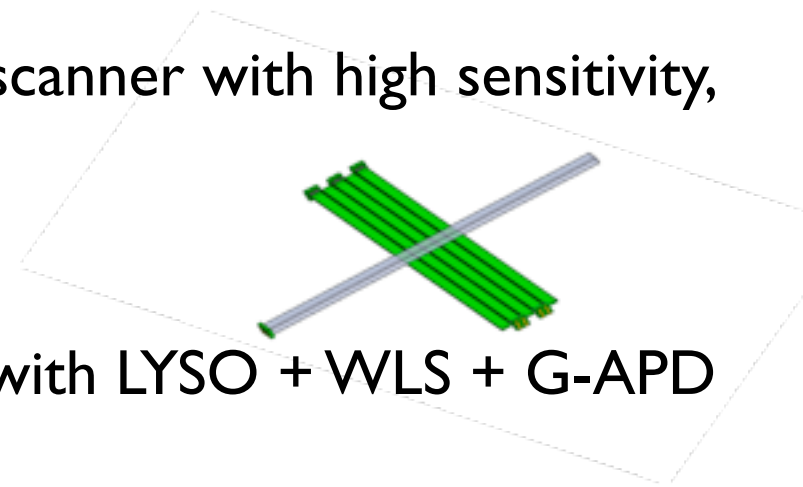 scanner with high sensitivity,
with LYSO + WLS + G-APD